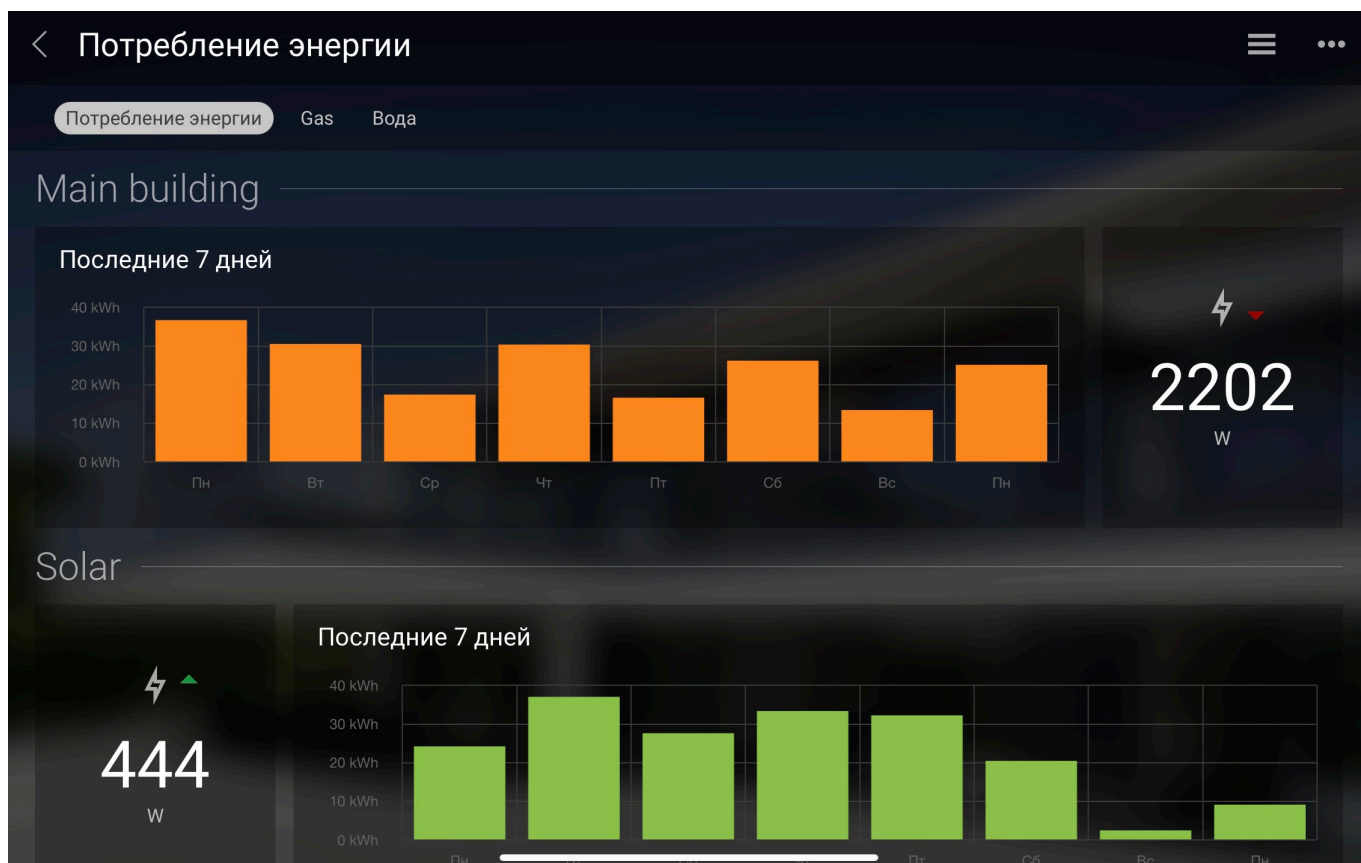 Потребление энергии
Потребление энергии Gas Вода
Main building
Последние 7 дней
40 kWh
30 kWh
20 kWh
10 kWh
0 kWh
Пн Вт Ср Чт Пт Сб Вс Пн
2202
W
Solar
444
W
Последние 7 дней
40 kWh
30 kWh
20 kWh
10 kWh
0 kWh
Пн Пт Сб Вс Пн